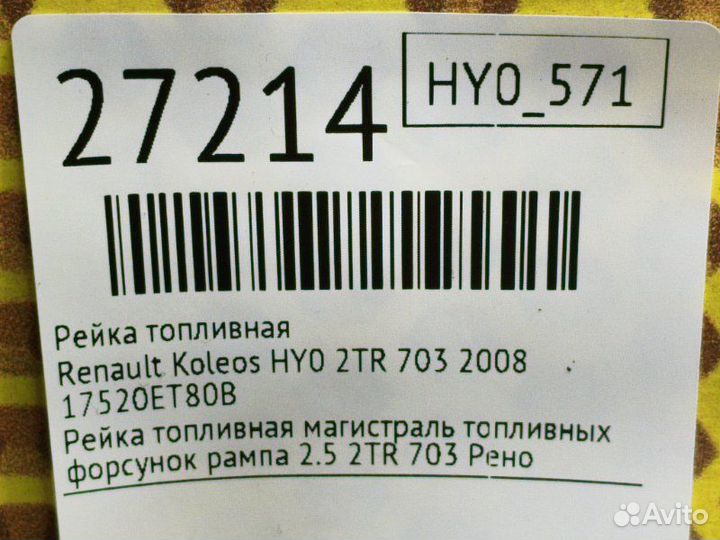 27214
HY0_571
Рейка топливная
Renault Koleos HY0 2TR 703 2008
17520ET80B
Рейка топливная магистраль топливных
форсунок рампа 2.5 2TR 703 Рено
Avito